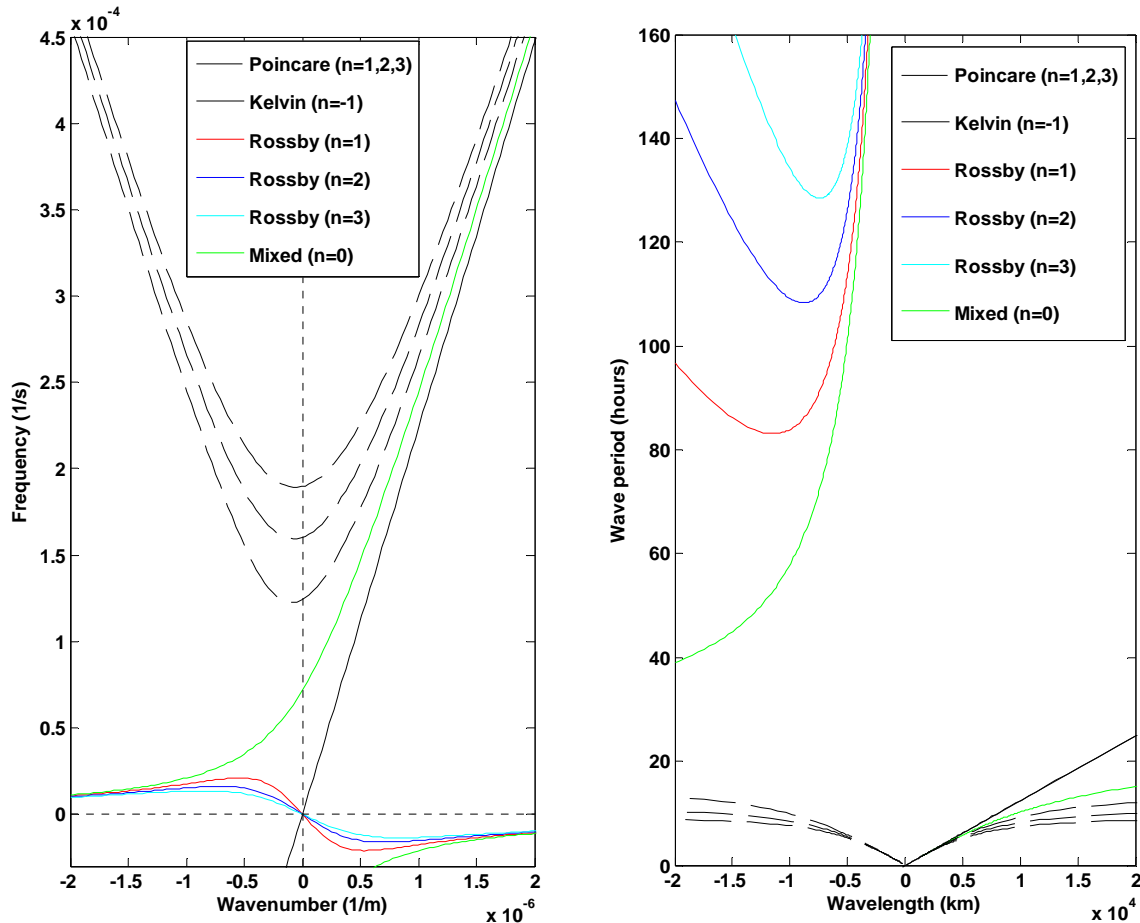 x 10⁻⁴
4.5
4
3.5
3
2.5
2
1.5
1
0.5
0
Frequency (1/s)
Poincare (n=1,2,3)
Kelvin (n=-1)
Rossby (n=1)
Rossby (n=2)
Rossby (n=3)
Mixed (n=0)
-2 -1.5 -1 -0.5 0 0.5 1 1.5 2
Wavenumber (1/m)
x 10⁻⁶
160
140
120
100
80
60
40
20
0
Wave period (hours)
Poincare (n=1,2,3)
Kelvin (n=-1)
Rossby (n=1)
Rossby (n=2)
Rossby (n=3)
Mixed (n=0)
-2 -1.5 -1 -0.5 0 0.5 1 1.5 2
Wavelength (km)
x 10⁴